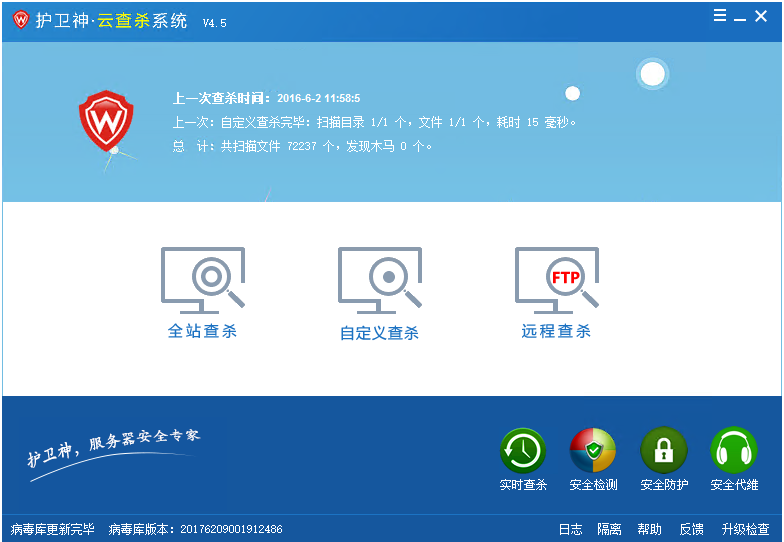 护卫神·云查杀系统 V4.5
上一次查杀时间：2016-6-2 11:58:5
上一次：自定义查杀完毕：扫描目录 1/1 个，文件 1/1 个，耗时 15 毫秒。
总 计：共扫描文件 72237 个，发现木马 0 个。
FTP
全站查杀 自定义查杀 远程查杀
护卫神，服务器安全专家
实时查杀 安全检测 安全防护 安全代维
病毒库更新完毕 病毒库版本：20176209001912486 日志 隔离 帮助 反馈 升级检查